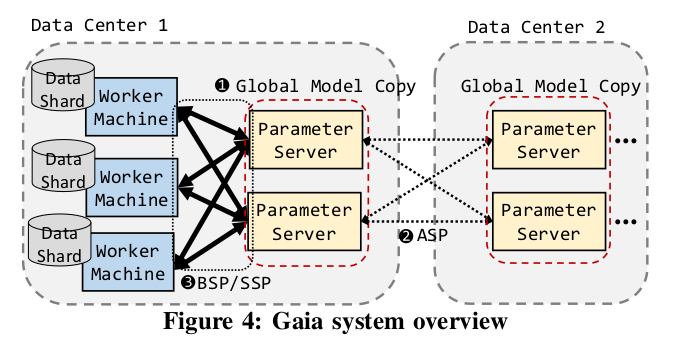 Data Center 1
Data Center 2
Data
Shard
Worker
Machine
Data
Shard
Worker
Machine
Data
Shard
Worker
Machine
❶ Global Model Copy
Parameter
Server
Parameter
Server
❸BSP/SSP
❷ASP
Global Model Copy
Parameter
Server
•••
Parameter
Server
•••
Figure 4: Gaia system overview